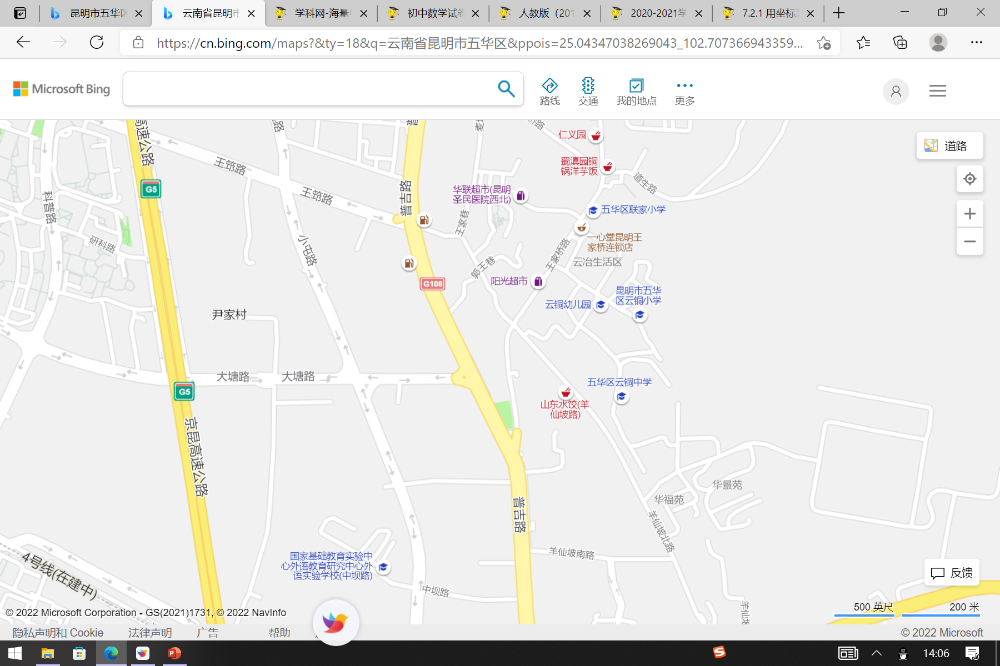 昆明市五华区
云南省昆明市
学科网-海量
初中数学试卷
人教版（201
2020-2021学
7.2.1 用坐标
https://cn.bing.com/maps?&ty=18&q=云南省昆明市五华区&ppois=25.04347038269043_102.707366943359...
Microsoft Bing
路线
交通
我的地点
更多
道路
高速公路
路
普
麦
桥路
仁义园
蜀滇园铜
锅洋芋饭
道生路
王筇路
王筇路
普吉路
G5
科普路
华联超市(昆明
圣民医院西北)
王家巷
五华区联家小学
一心堂昆明王
家桥连锁店
王家桥路
云冶生活区
研科路
小屯路
郭王巷
阳光超市
G108
昆明市五华
区云铜小学
云铜幼儿园
尹家村
大塘路
大塘路
G5
五华区云铜中学
山东水饺(羊
仙坡路)
京昆高速公路
华景苑
华福苑
普吉路
羊仙坡北路
羊仙坡南路
国家基础教育实验中
心外语教育研究中心外
语实验学校(中坝路)
4号线(在建中)
中坝路
羊仙坡
反馈
500 英尺
200 米
© 2022 Microsoft Corporation - GS(2021)1731, © 2022 NavInfo
隐私声明和 Cookie
法律声明
广告
帮助
© 2022 Microsoft
14:06